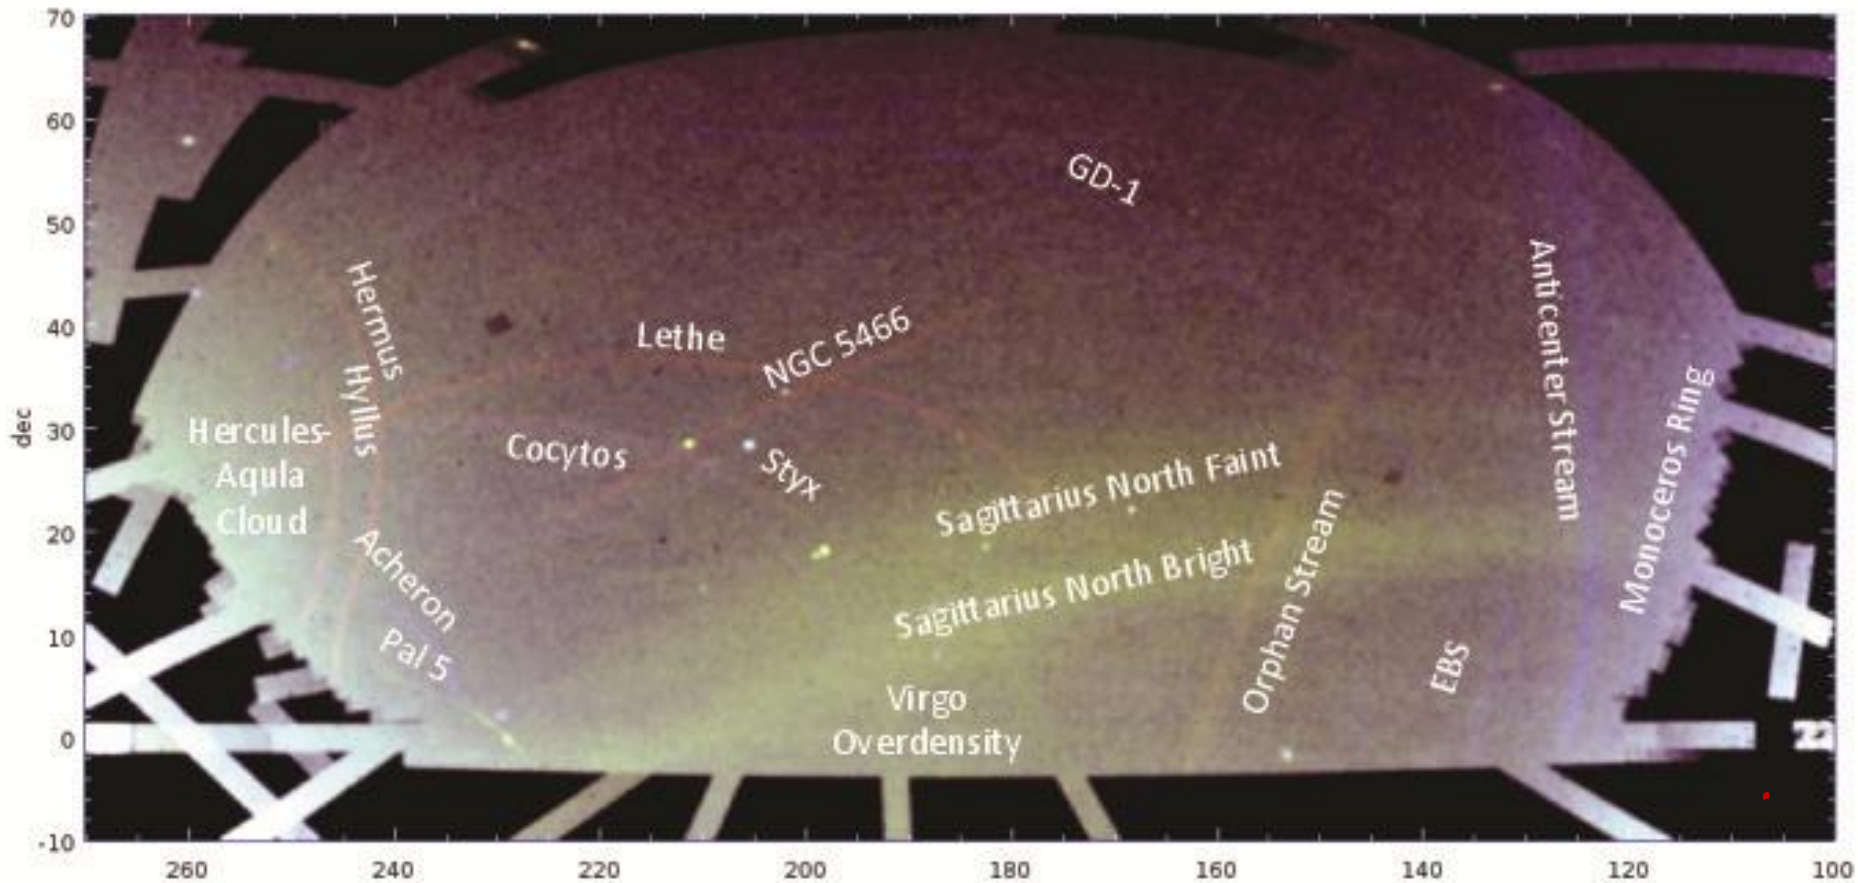 70
60
50
40
30
20
10
0
-10
dec
GD-1
Hermus
Anticenter Stream
Lethe
NGC 5466
Hyllus
Monoceros Ring
Hercules-
Aqula
Cloud
Cocytos
Styx
Sagittarius North Faint
Acheron
Sagittarius North Bright
Orphan Stream
Pal 5
EBS
Virgo
Overdensity
260 240 220 200 180 160 140 120 100